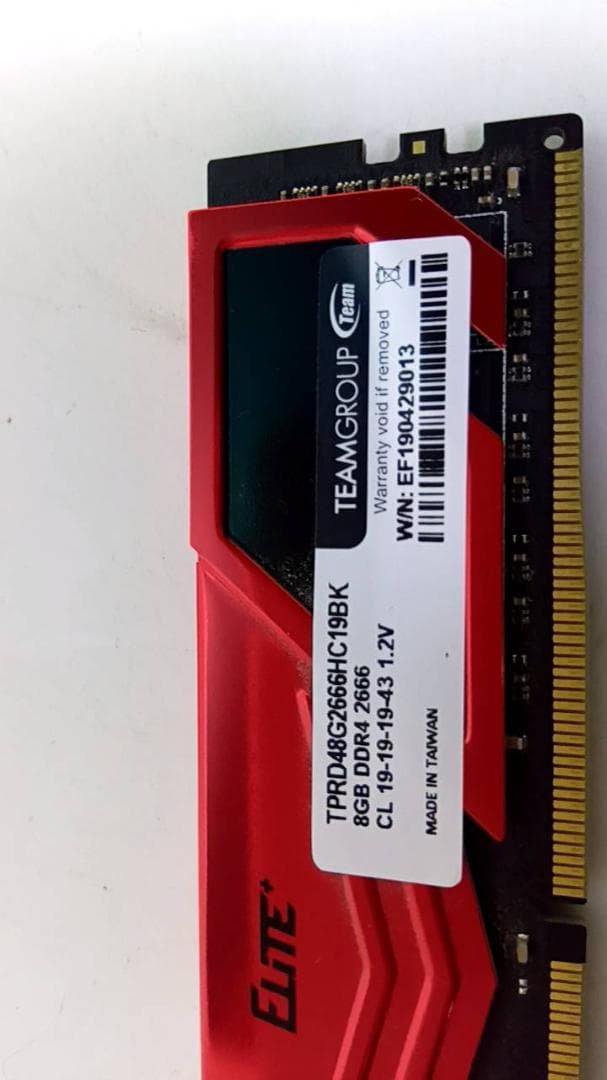 TEAMGROUP Team
Warranty void if removed
W/N: EF190429013
TPRD48G2666HC19BK
8GB DDR4 2666
CL 19-19-19-43 1.2V
MADE IN TAIWAN
ELiTE+